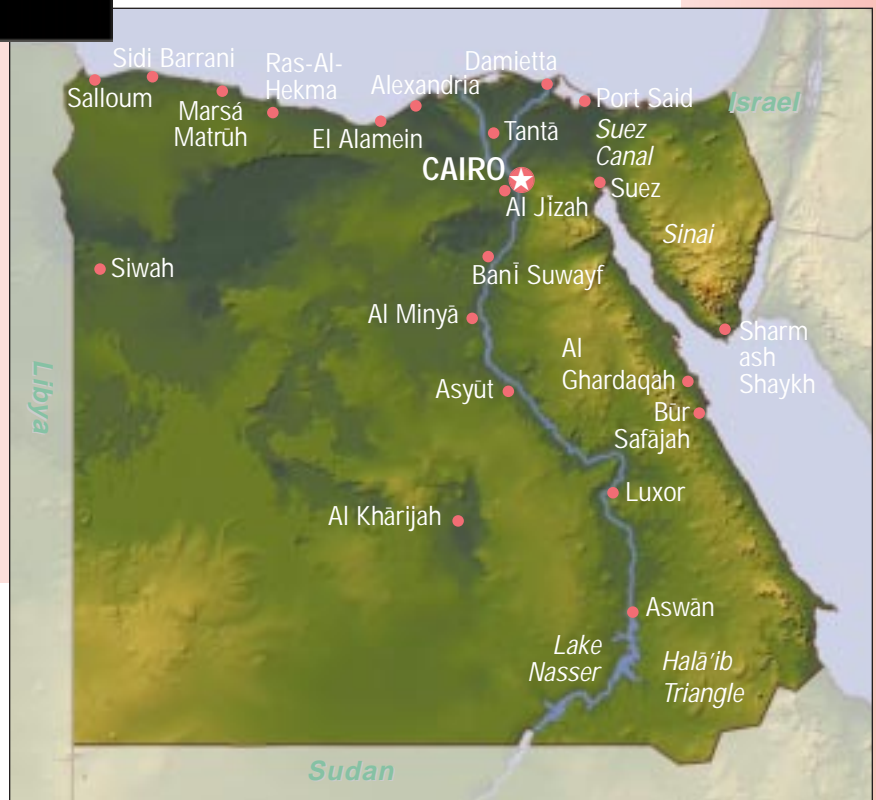 Sidi Barrani
Damietta
Ras-Al-
Hekma
Alexandria
Salloum
Marsá
Matrūh
El Alamein
Port Said
Israel
Tantā
Suez
Canal
CAIRO
Suez
Al Jīzah
Sinai
Siwah
Banī Suwayf
Al Minyā
Sharm
ash
Shaykh
Al
Ghardaqah
Libya
Asyūt
Būr
Safājah
Luxor
Al Khārijah
Aswān
Lake
Nasser
Halā'ib
Triangle
Sudan